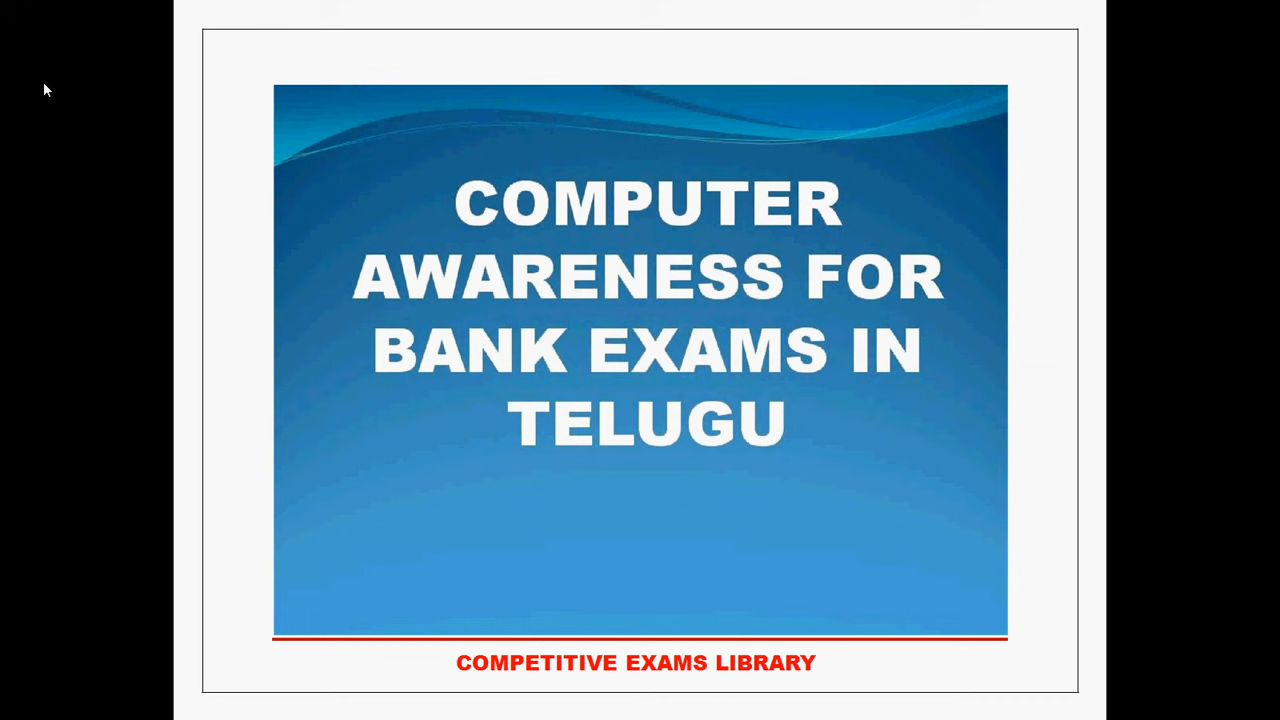 COMPUTER
AWARENESS FOR
BANK EXAMS IN
TELUGU
COMPETITIVE EXAMS LIBRARY